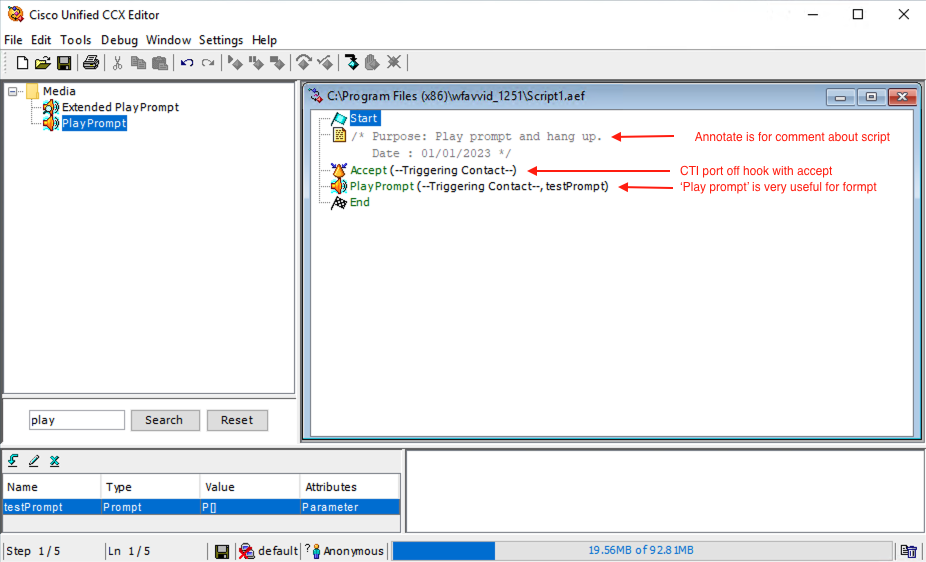 Cisco Unified CCX Editor
File Edit Tools Debug Window Settings Help
Media
Extended PlayPrompt
PlayPrompt
C:\Program Files (x86)\wfavvid_1251\Script1.aef
Start
/* Purpose: Play prompt and hang up.
Annotate is for comment about script
Date : 01/01/2023 */
Accept (--Triggering Contact--)
CTI port off hook with accept
PlayPrompt (--Triggering Contact--, testPrompt)
‘Play prompt’ is very useful for formpt
End
play
Search
Reset
Name Type Value Attributes
testPrompt Prompt P[] Parameter
Step 1/5 Ln 1/5 default Anonymous 19.56MB of 92.81MB